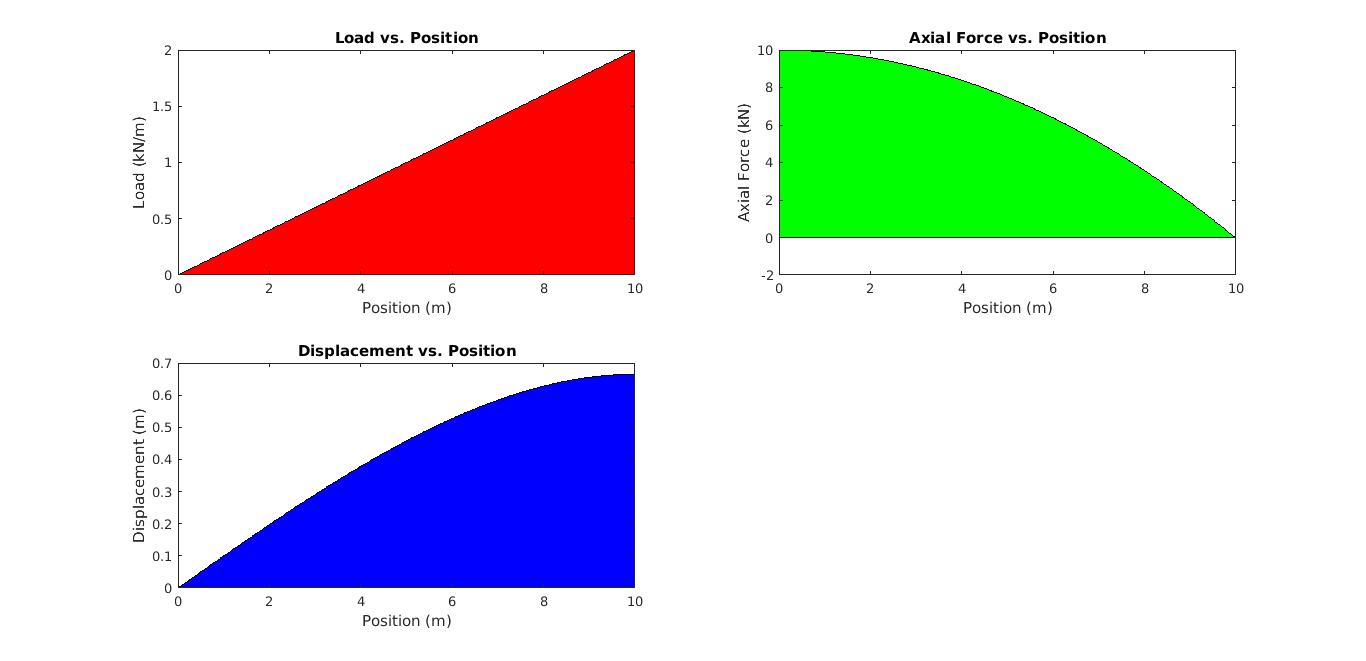 Load vs. Position
2
1.5
1
0.5
0
Load (kN/m)
0 2 4 6 8 10
Position (m)
Axial Force vs. Position
10
8
6
4
2
0
-2
Axial Force (kN)
0 2 4 6 8 10
Position (m)
Displacement vs. Position
0.7
0.6
0.5
0.4
0.3
0.2
0.1
0
Displacement (m)
0 2 4 6 8 10
Position (m)